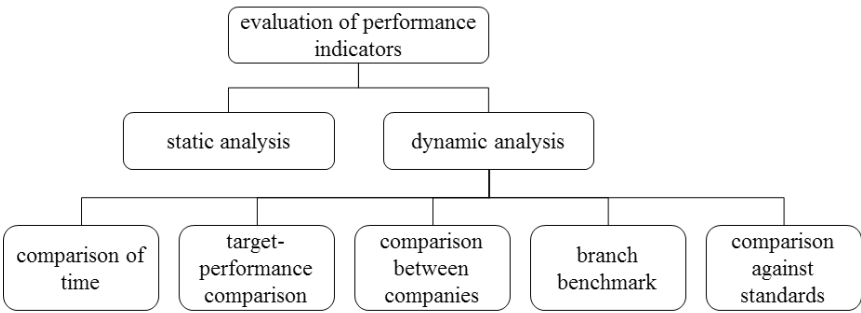 evaluation of performance
indicators
static analysis
dynamic analysis
comparison of
time
target-
performance
comparison
comparison
between
companies
branch
benchmark
comparison
against
standards